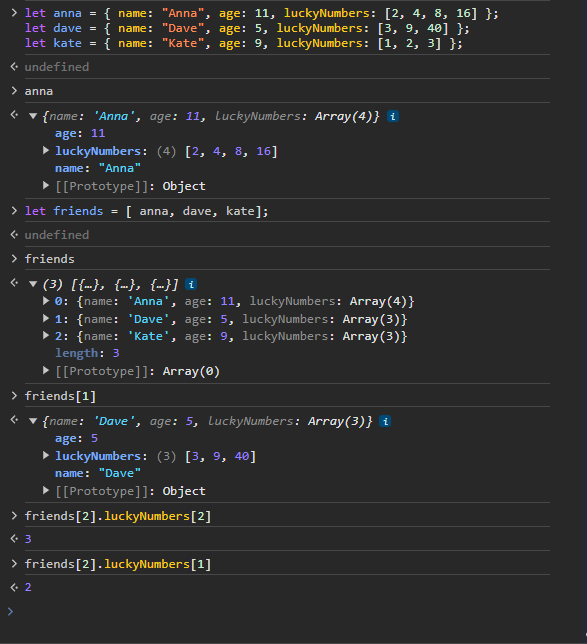 let anna = { name: "Anna", age: 11, luckyNumbers: [2, 4, 8, 16] };
let dave = { name: "Dave", age: 5, luckyNumbers: [3, 9, 40] };
let kate = { name: "Kate", age: 9, luckyNumbers: [1, 2, 3] };
undefined
anna
{name: 'Anna', age: 11, luckyNumbers: Array(4)} i
age: 11
luckyNumbers: (4) [2, 4, 8, 16]
name: "Anna"
[[Prototype]]: Object
let friends = [ anna, dave, kate];
undefined
friends
(3) [{…}, {…}, {…}] i
0: {name: 'Anna', age: 11, luckyNumbers: Array(4)}
1: {name: 'Dave', age: 5, luckyNumbers: Array(3)}
2: {name: 'Kate', age: 9, luckyNumbers: Array(3)}
length: 3
[[Prototype]]: Array(0)
friends[1]
{name: 'Dave', age: 5, luckyNumbers: Array(3)} i
age: 5
luckyNumbers: (3) [3, 9, 40]
name: "Dave"
[[Prototype]]: Object
friends[2].luckyNumbers[2]
3
friends[2].luckyNumbers[1]
2